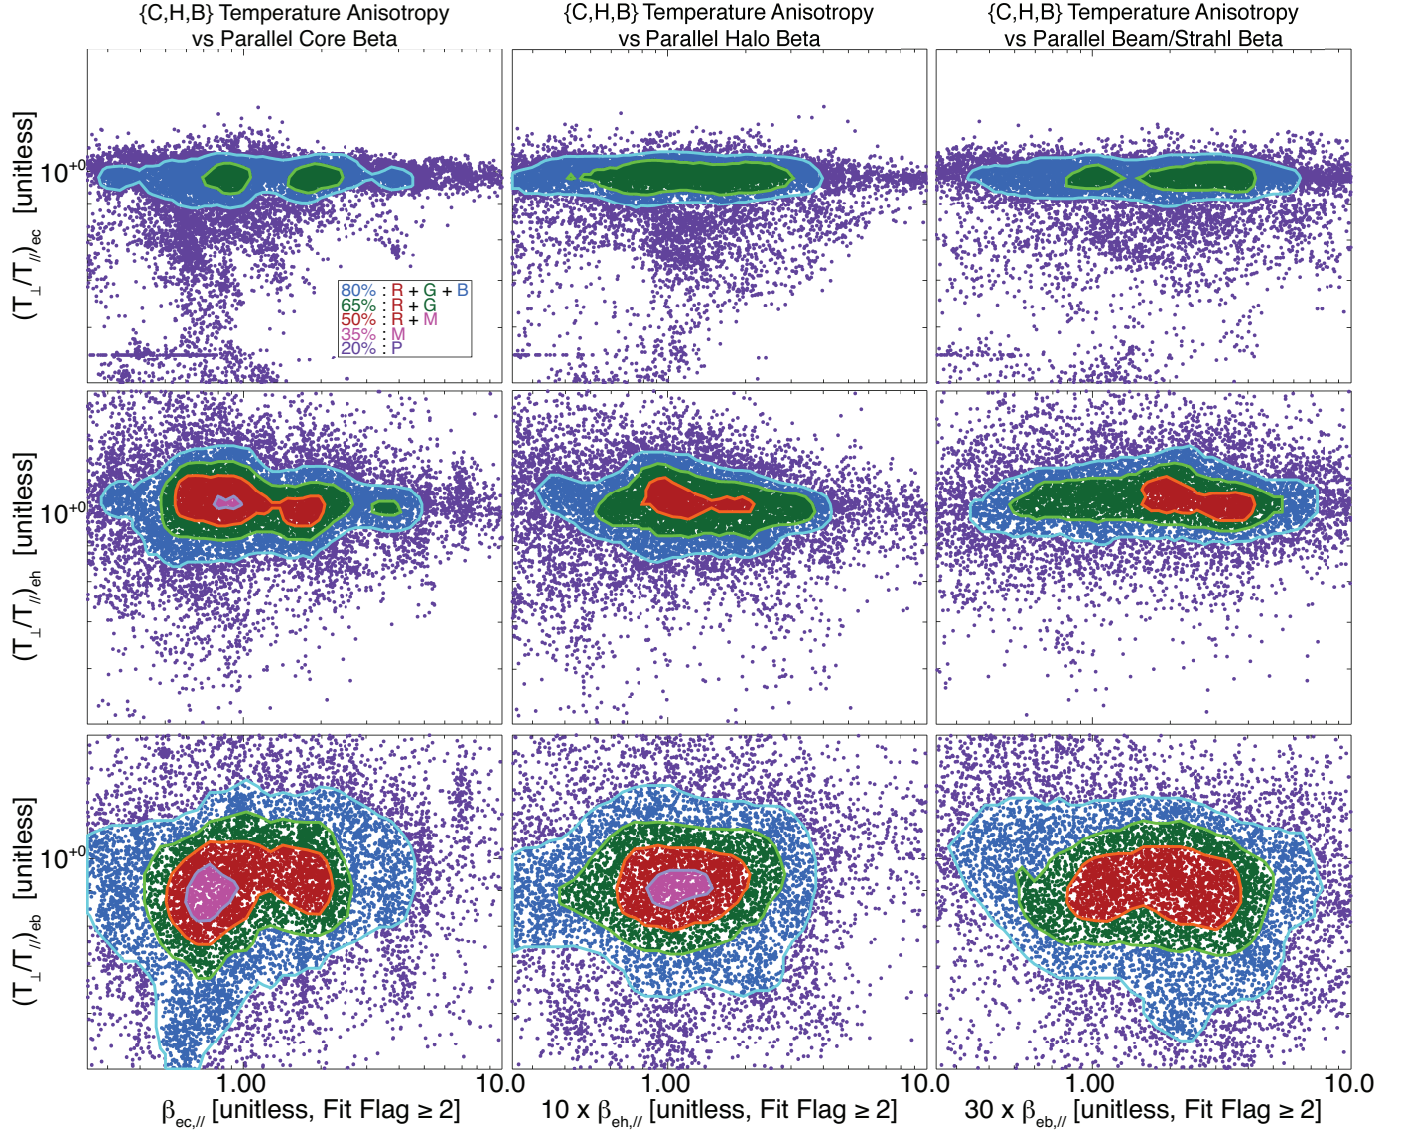 {C,H,B} Temperature Anisotropy
vs Parallel Core Beta
{C,H,B} Temperature Anisotropy
vs Parallel Halo Beta
{C,H,B} Temperature Anisotropy
vs Parallel Beam/Strahl Beta
(T⊥/T//)ec [unitless]
10+0
80% : R + G + B
65% : R + G
50% : R + M
35% : M
20% : P
(T⊥/T//)eh [unitless]
10+0
(T⊥/T//)eb [unitless]
10+0
1.00
10.0
1.00
10.0
1.00
10.0
βec,// [unitless, Fit Flag ≥ 2]
10 x βeh,// [unitless, Fit Flag ≥ 2]
30 x βeb,// [unitless, Fit Flag ≥ 2]